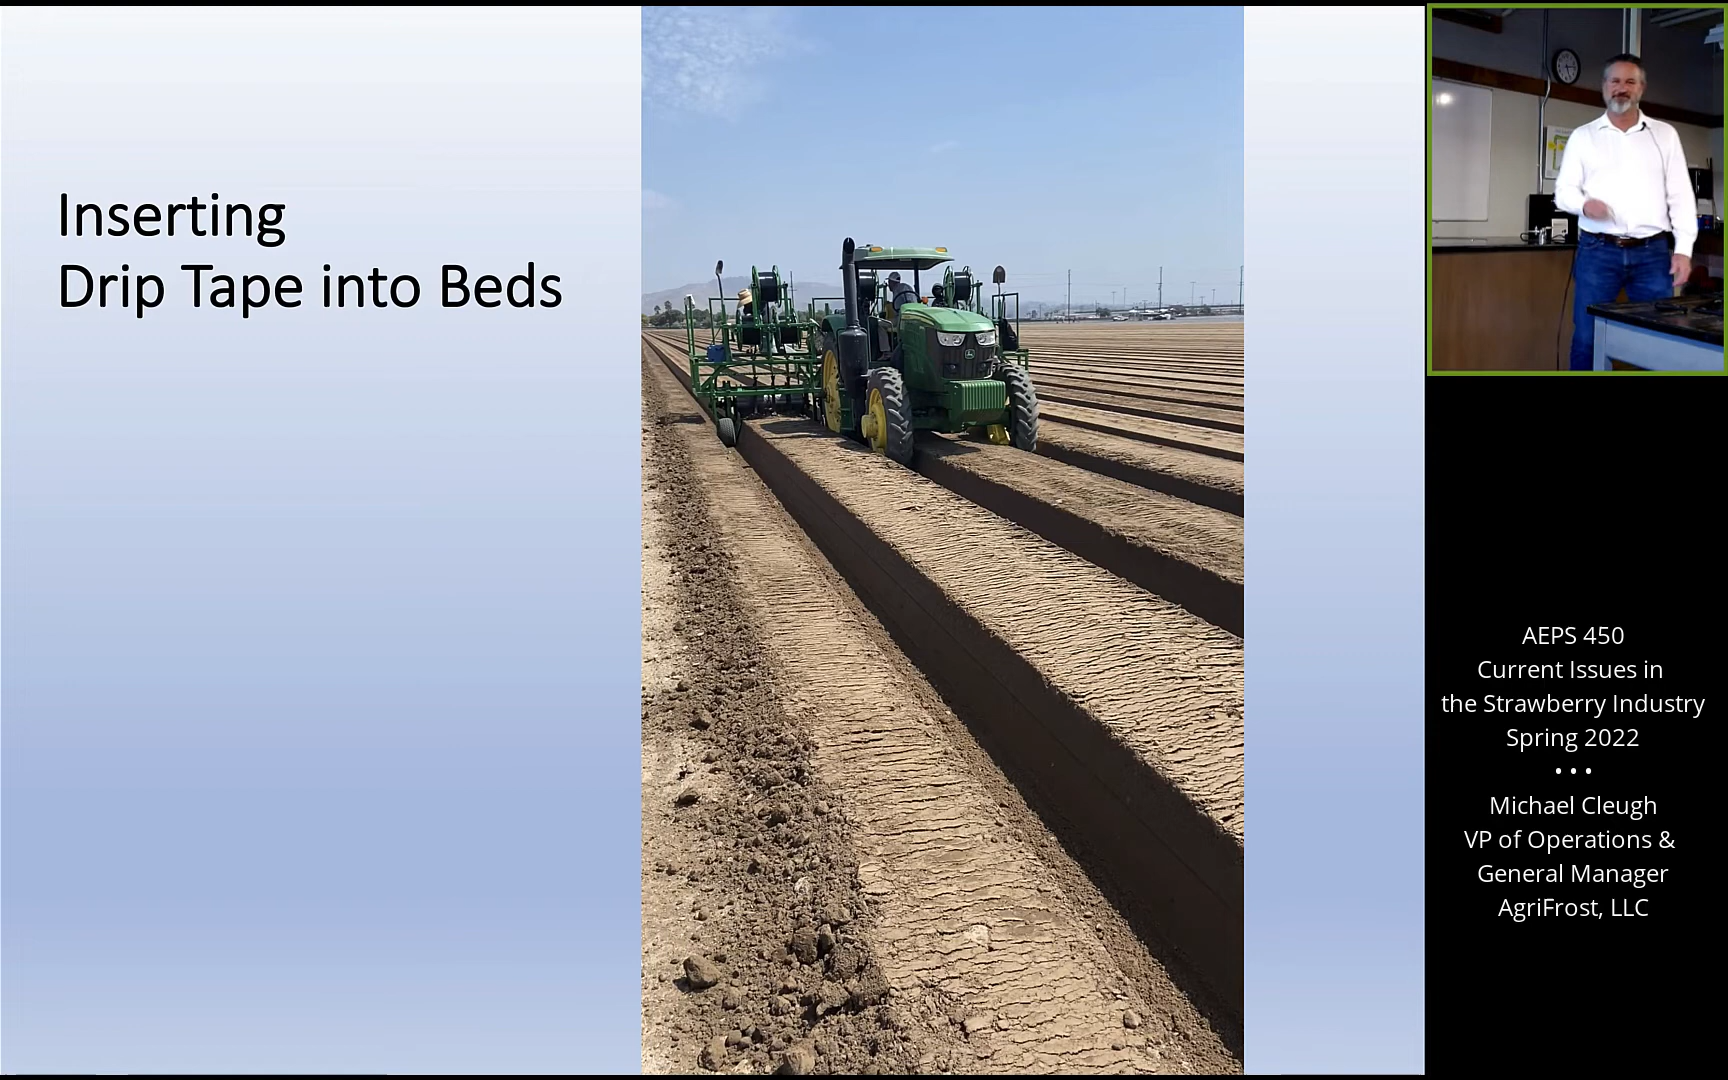 Inserting
Drip Tape into Beds
AEPS 450
Current Issues in
the Strawberry Industry
Spring 2022
• • •
Michael Cleugh
VP of Operations &
General Manager
AgriFrost, LLC